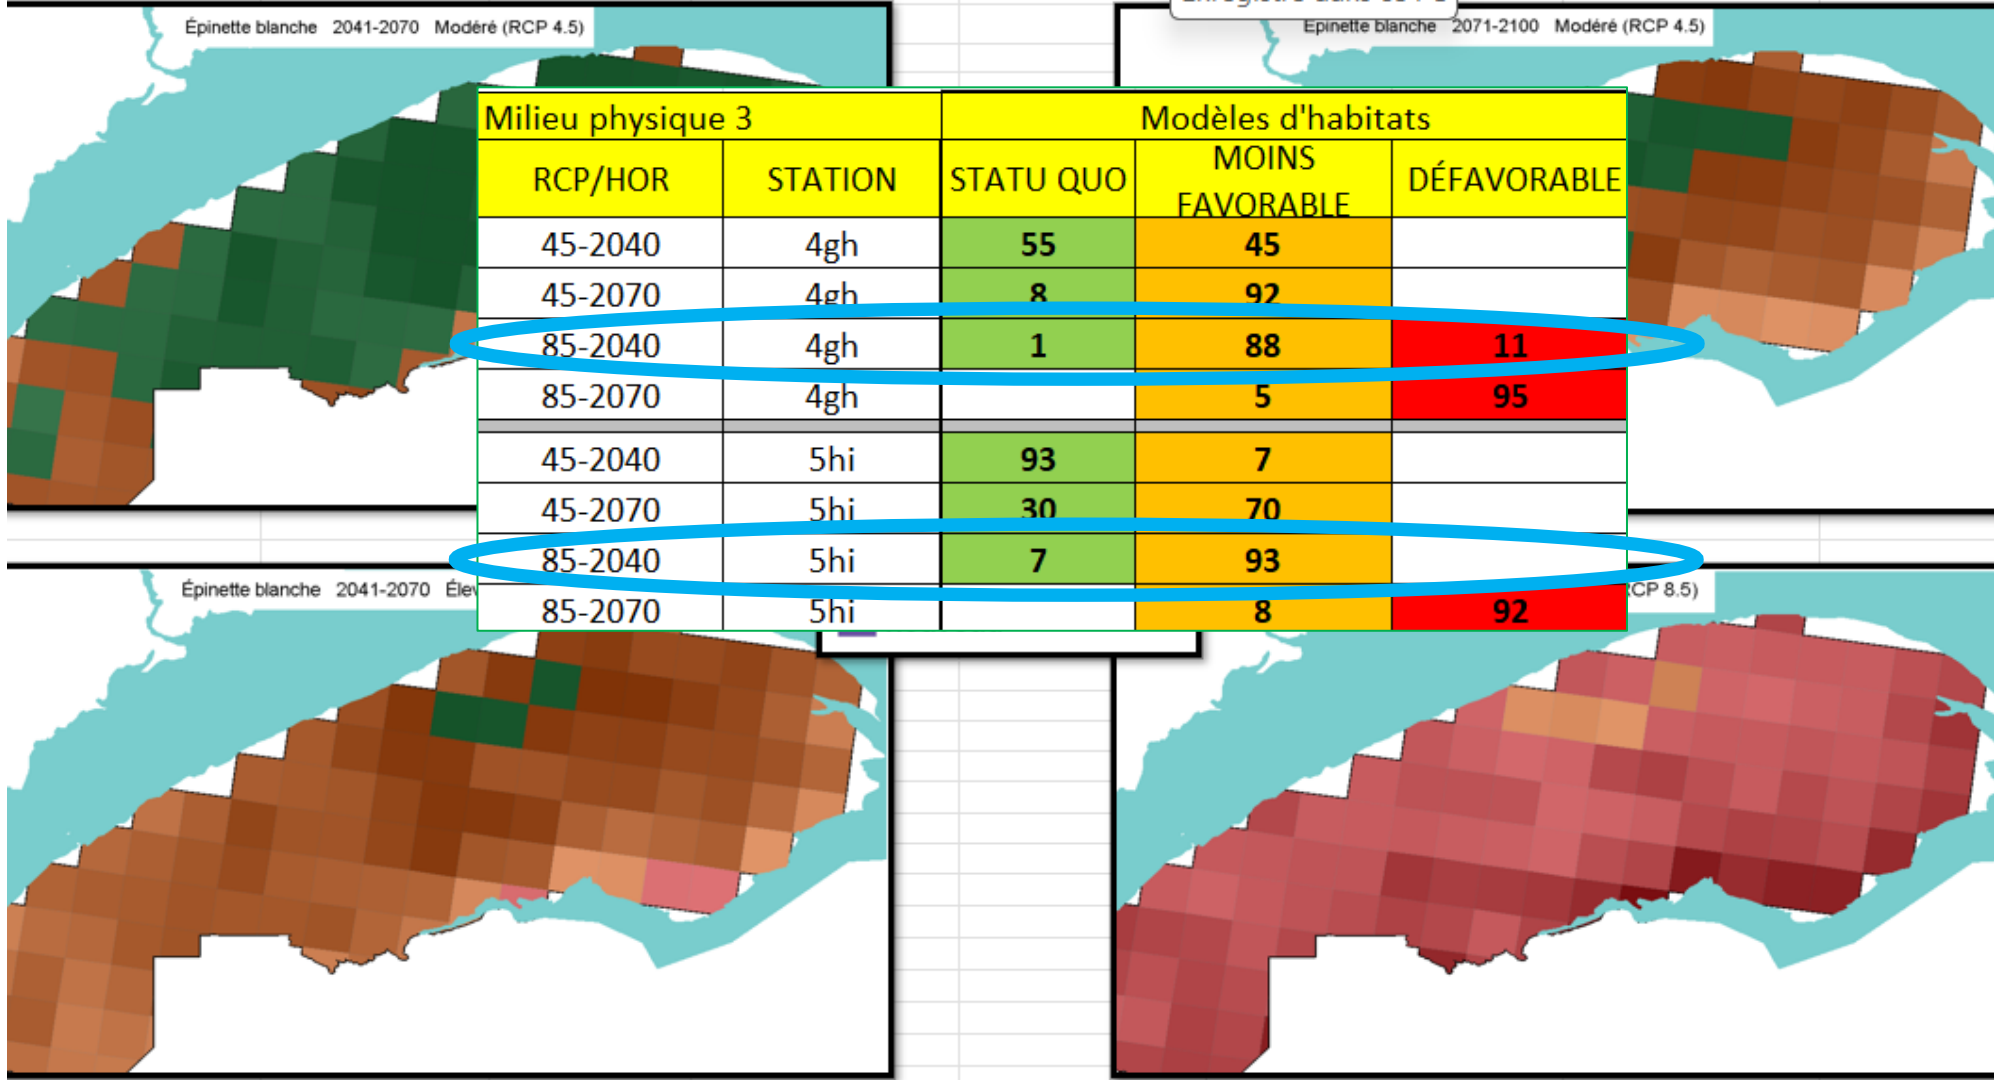 Épinette blanche 2041-2070 Modéré (RCP 4.5)
Épinette blanche 2071-2100 Modéré (RCP 4.5)
Milieu physique 3 Modèles d'habitats
RCP/HOR STATION STATU QUO MOINS FAVORABLE DÉFAVORABLE
45-2040 4gh 55 45
45-2070 4gh 8 92
85-2040 4gh 1 88 11
85-2070 4gh 5 95
45-2040 5hi 93 7
45-2070 5hi 30 70
85-2040 5hi 7 93
85-2070 5hi 8 92
Épinette blanche 2041-2070
8.5)